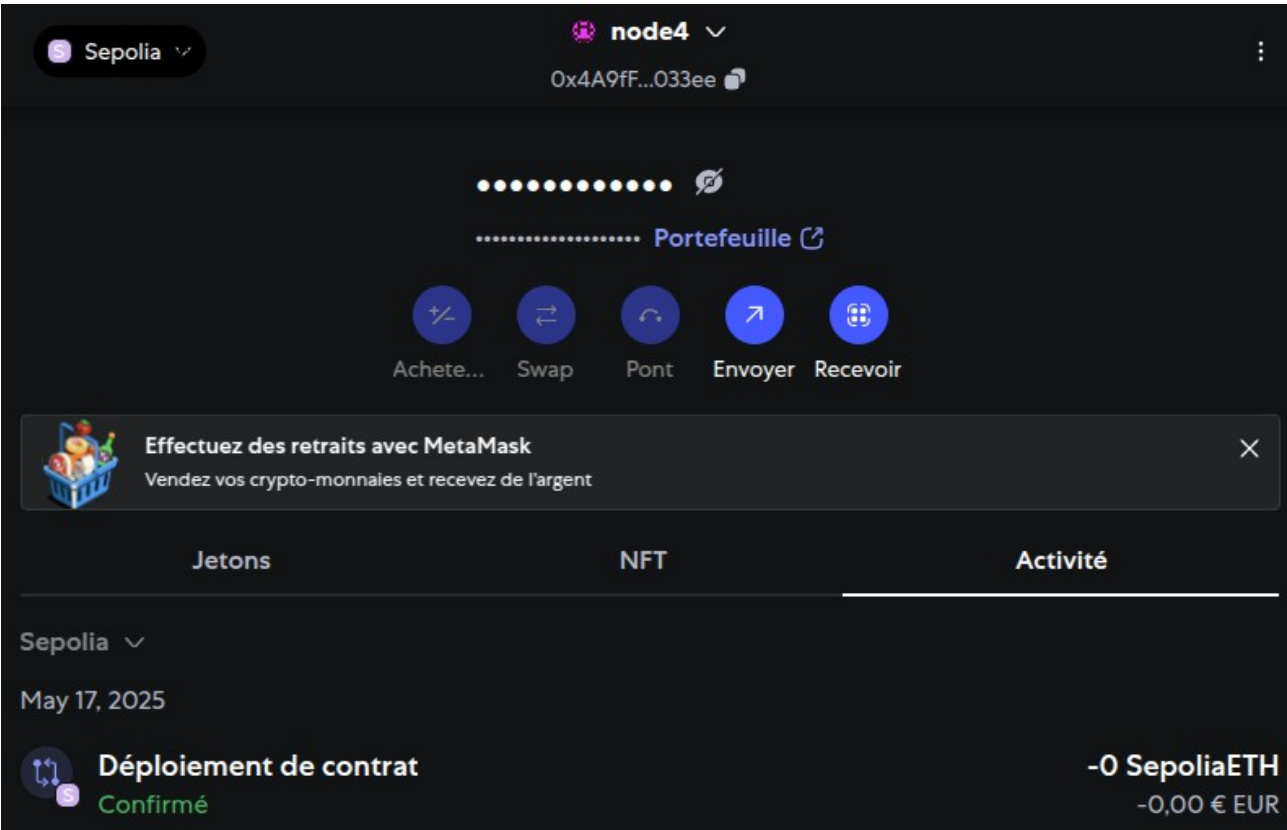 Sepolia
node4
0x4A9fF...033ee
•••••••••••• 
•••••••••••••••••••• Portefeuille
Achete... Swap Pont Envoyer Recevoir
Effectuez des retraits avec MetaMask
Vendez vos crypto-monnaies et recevez de l'argent
Jetons NFT Activité
Sepolia
May 17, 2025
S
Déploiement de contrat -0 SepoliaETH
Confirmé -0,00 € EUR